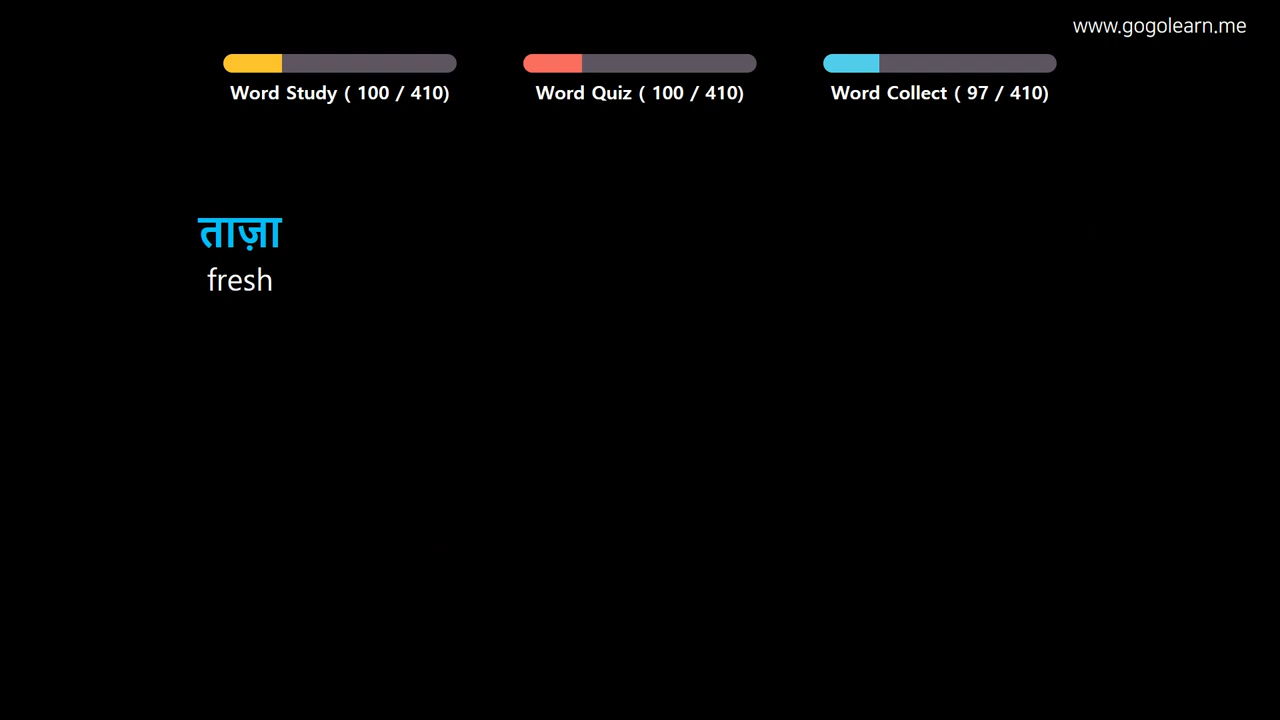 www.gogolearn.me
Word Study ( 100 / 410)
Word Quiz ( 100 / 410)
Word Collect ( 97 / 410)
ताज़ा
fresh